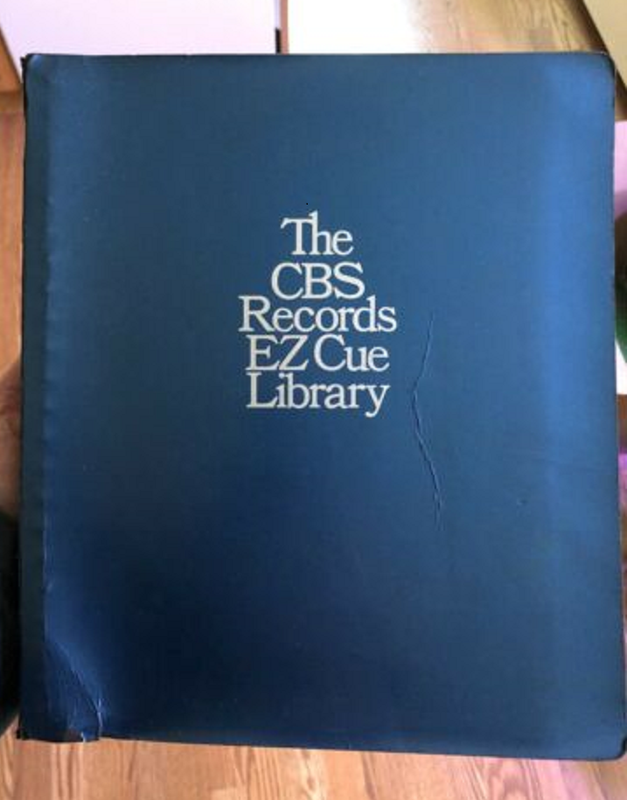 The
CBS
Records
EZ Cue
Library